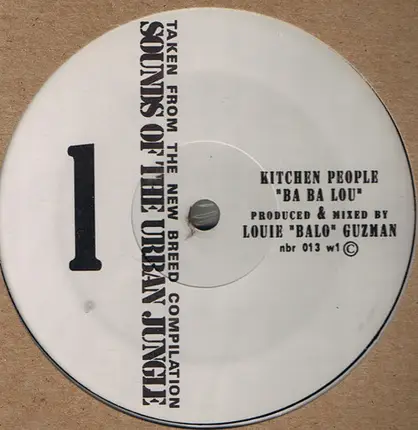 TAKEN FROM THE NEW BREED COMPILATION
SOUNDS OF THE URBAN JUNGLE
1
KITCHEN PEOPLE
"BA BA LOU"
PRODUCED & MIXED BY
LOUIE "BALO" GUZMAN
nbr 013 w1 ©